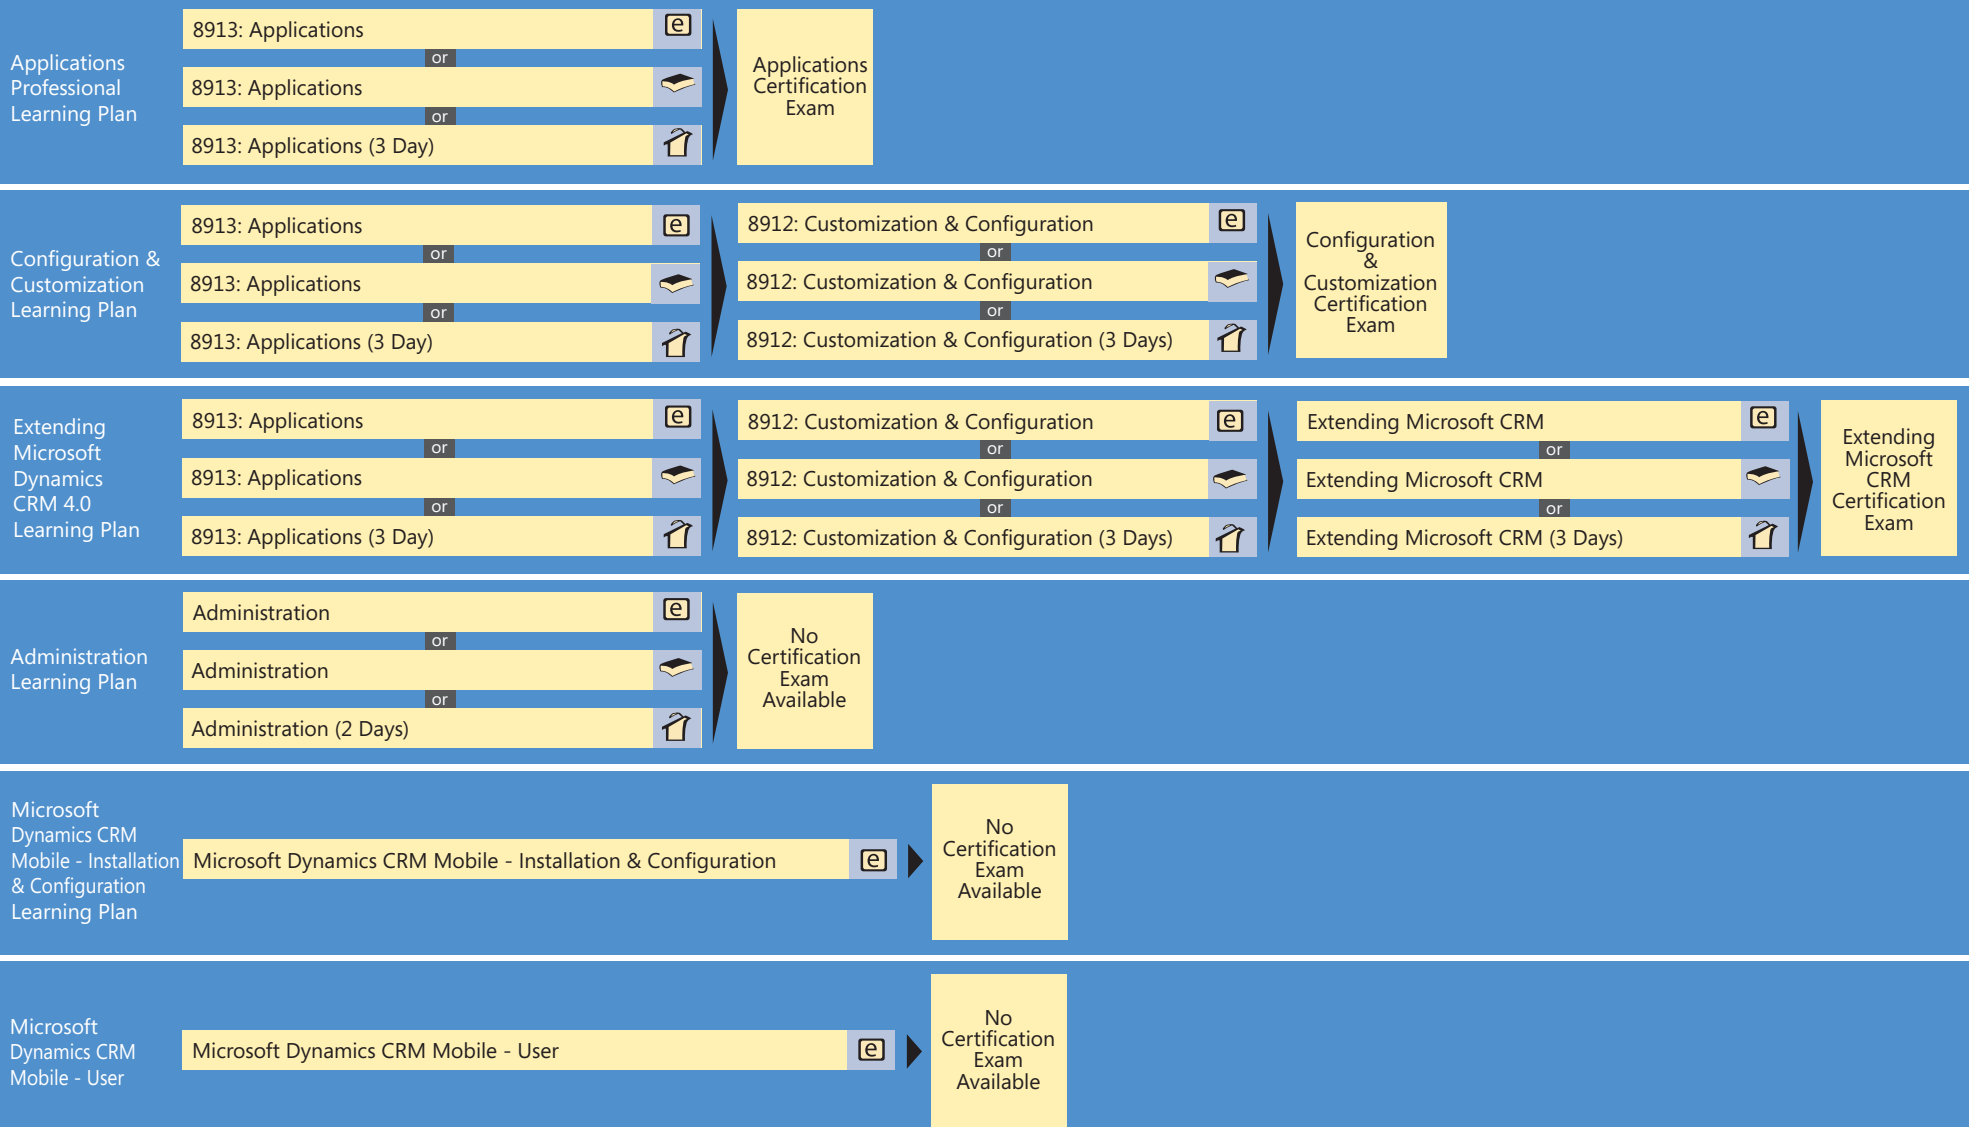 Applications
Professional
Learning Plan
8913: Applications
e
or
8913: Applications
or
8913: Applications (3 Day)
Applications
Certification
Exam
Configuration &
Customization
Learning Plan
8913: Applications
e
or
8913: Applications
or
8913: Applications (3 Day)
8912: Customization & Configuration
e
or
8912: Customization & Configuration
or
8912: Customization & Configuration (3 Days)
Configuration
&
Customization
Certification
Exam
Extending
Microsoft
Dynamics
CRM 4.0
Learning Plan
8913: Applications
e
or
8913: Applications
or
8913: Applications (3 Day)
8912: Customization & Configuration
e
or
8912: Customization & Configuration
or
8912: Customization & Configuration (3 Days)
Extending Microsoft CRM
e
or
Extending Microsoft CRM
or
Extending Microsoft CRM (3 Days)
Extending
Microsoft
CRM
Certification
Exam
Administration
Learning Plan
Administration
e
or
Administration
or
Administration (2 Days)
No
Certification
Exam
Available
Microsoft
Dynamics CRM
Mobile - Installation
& Configuration
Learning Plan
Microsoft Dynamics CRM Mobile - Installation & Configuration
e
No
Certification
Exam
Available
Microsoft
Dynamics CRM
Mobile - User
Microsoft Dynamics CRM Mobile - User
e
No
Certification
Exam
Available